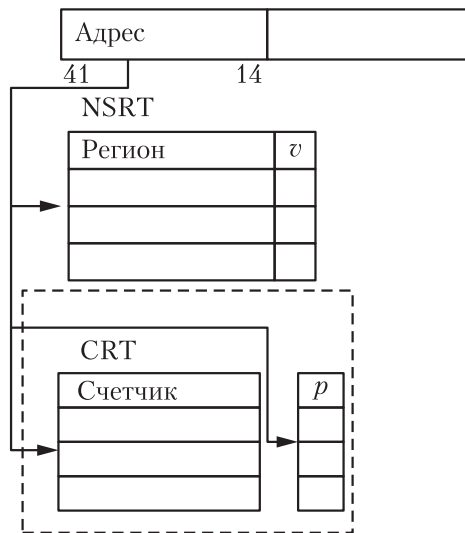 Адрес
41 14
NSRT
Регион v
CRT
Счетчик p